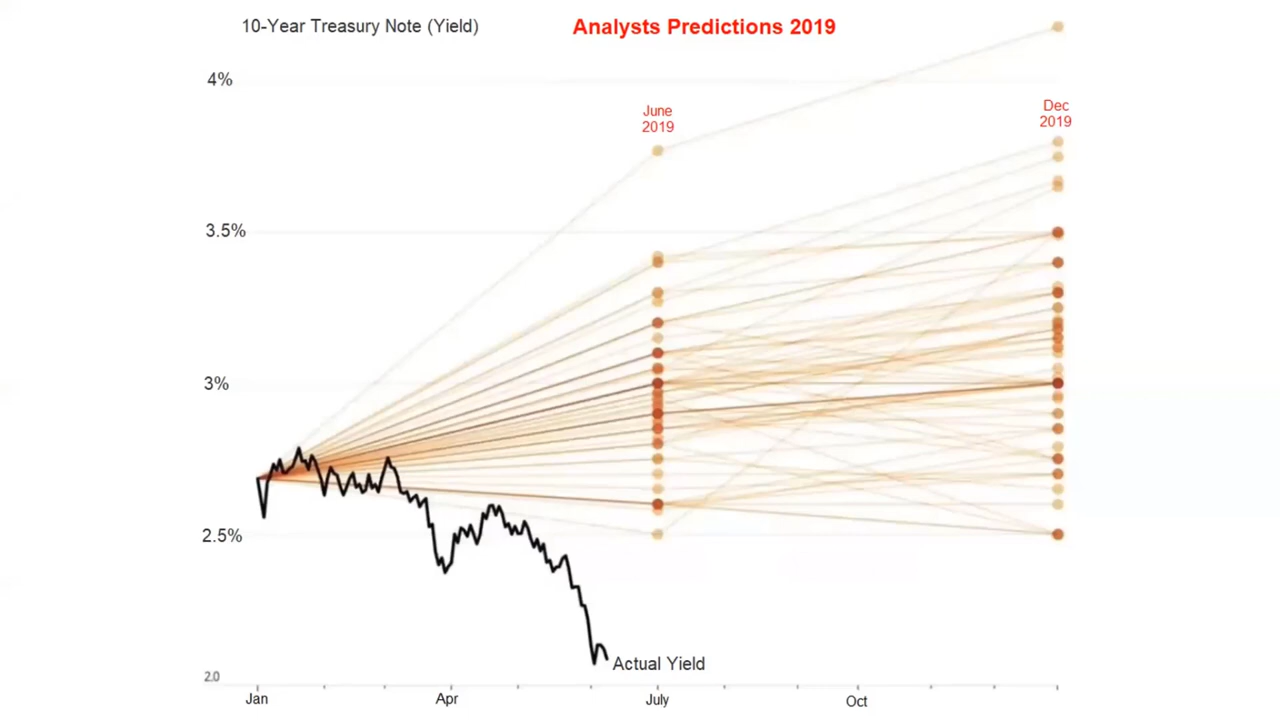 10-Year Treasury Note (Yield)
Analysts Predictions 2019
4%
June
2019
Dec
2019
3.5%
3%
2.5%
Actual Yield
2.0
Jan
Apr
July
Oct